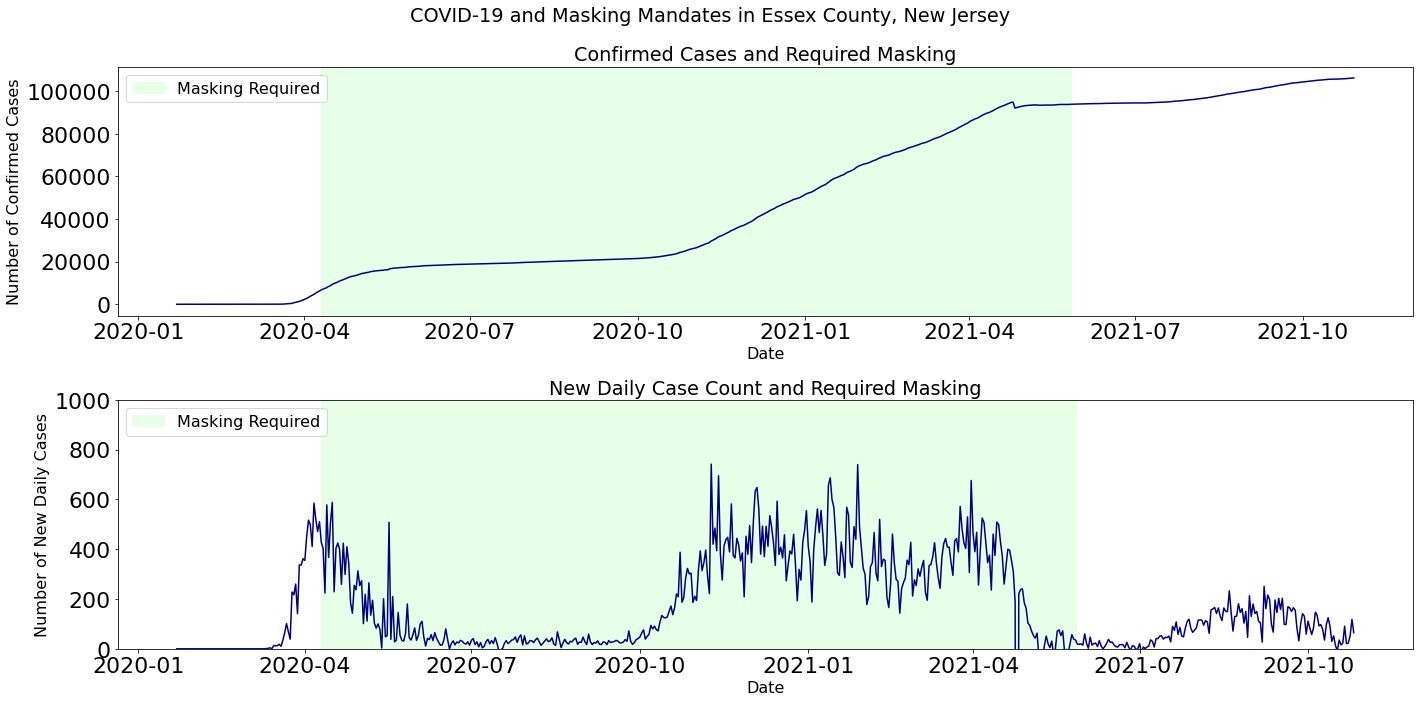 COVID-19 and Masking Mandates in Essex County, New Jersey
Confirmed Cases and Required Masking
Masking Required
Number of Confirmed Cases
100000
80000
60000
40000
20000
0
2020-01 2020-04 2020-07 2020-10 2021-01 2021-04 2021-07 2021-10
Date
New Daily Case Count and Required Masking
Masking Required
Number of New Daily Cases
1000
800
600
400
200
0
2020-01 2020-04 2020-07 2020-10 2021-01 2021-04 2021-07 2021-10
Date